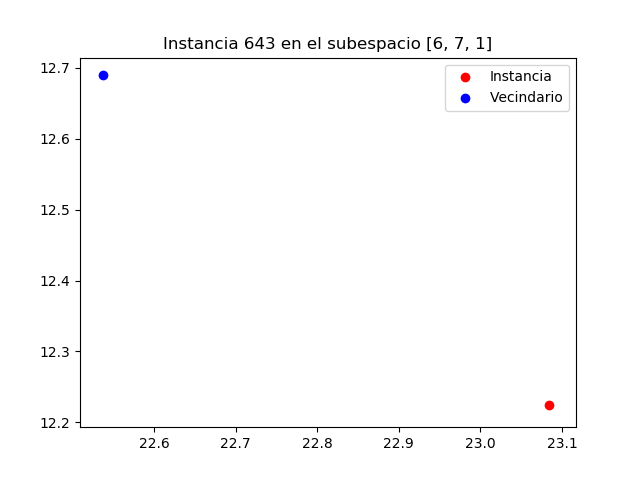 Instancia 643 en el subespacio [6, 7, 1]
Instancia
Vecindario
12.7
12.6
12.5
12.4
12.3
12.2
22.6 22.7 22.8 22.9 23.0 23.1